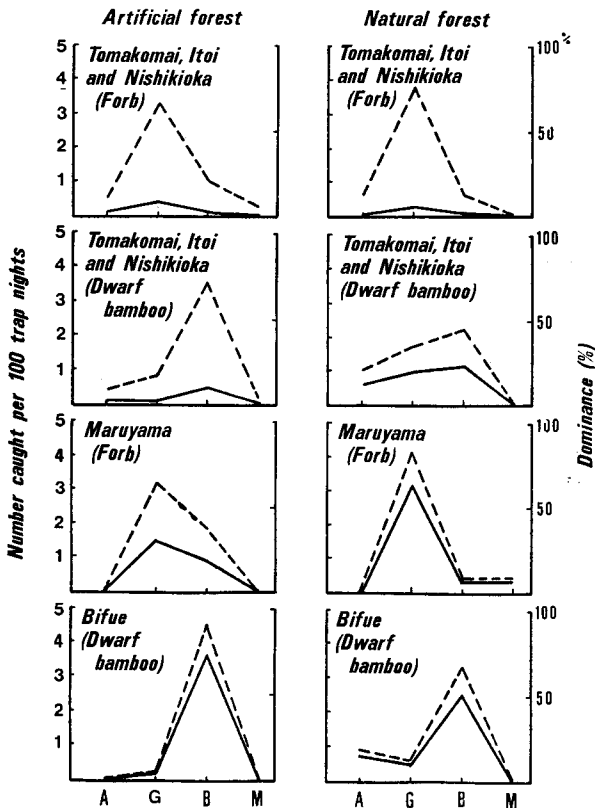 Artificial forest
Natural forest
Number caught per 100 trap nights
Dominance (%)
5
4
3
2
1
Tomakomai, Itoi
and Nishikioka
(Forb)
Tomakomai, Itoi
and Nishikioka
(Forb)
100%
50
5
4
3
2
1
Tomakomai, Itoi
and Nishikioka
(Dwarf
bamboo)
Tomakomai, Itoi
and Nishikioka
(Dwarf bamboo)
100
50
5
4
3
2
1
Maruyama
(Forb)
Maruyama
(Forb)
100
50
5
4
3
2
1
Bifue
(Dwarf
bamboo)
Bifue
(Dwarf
bamboo)
100
50
A G B M
A G B M